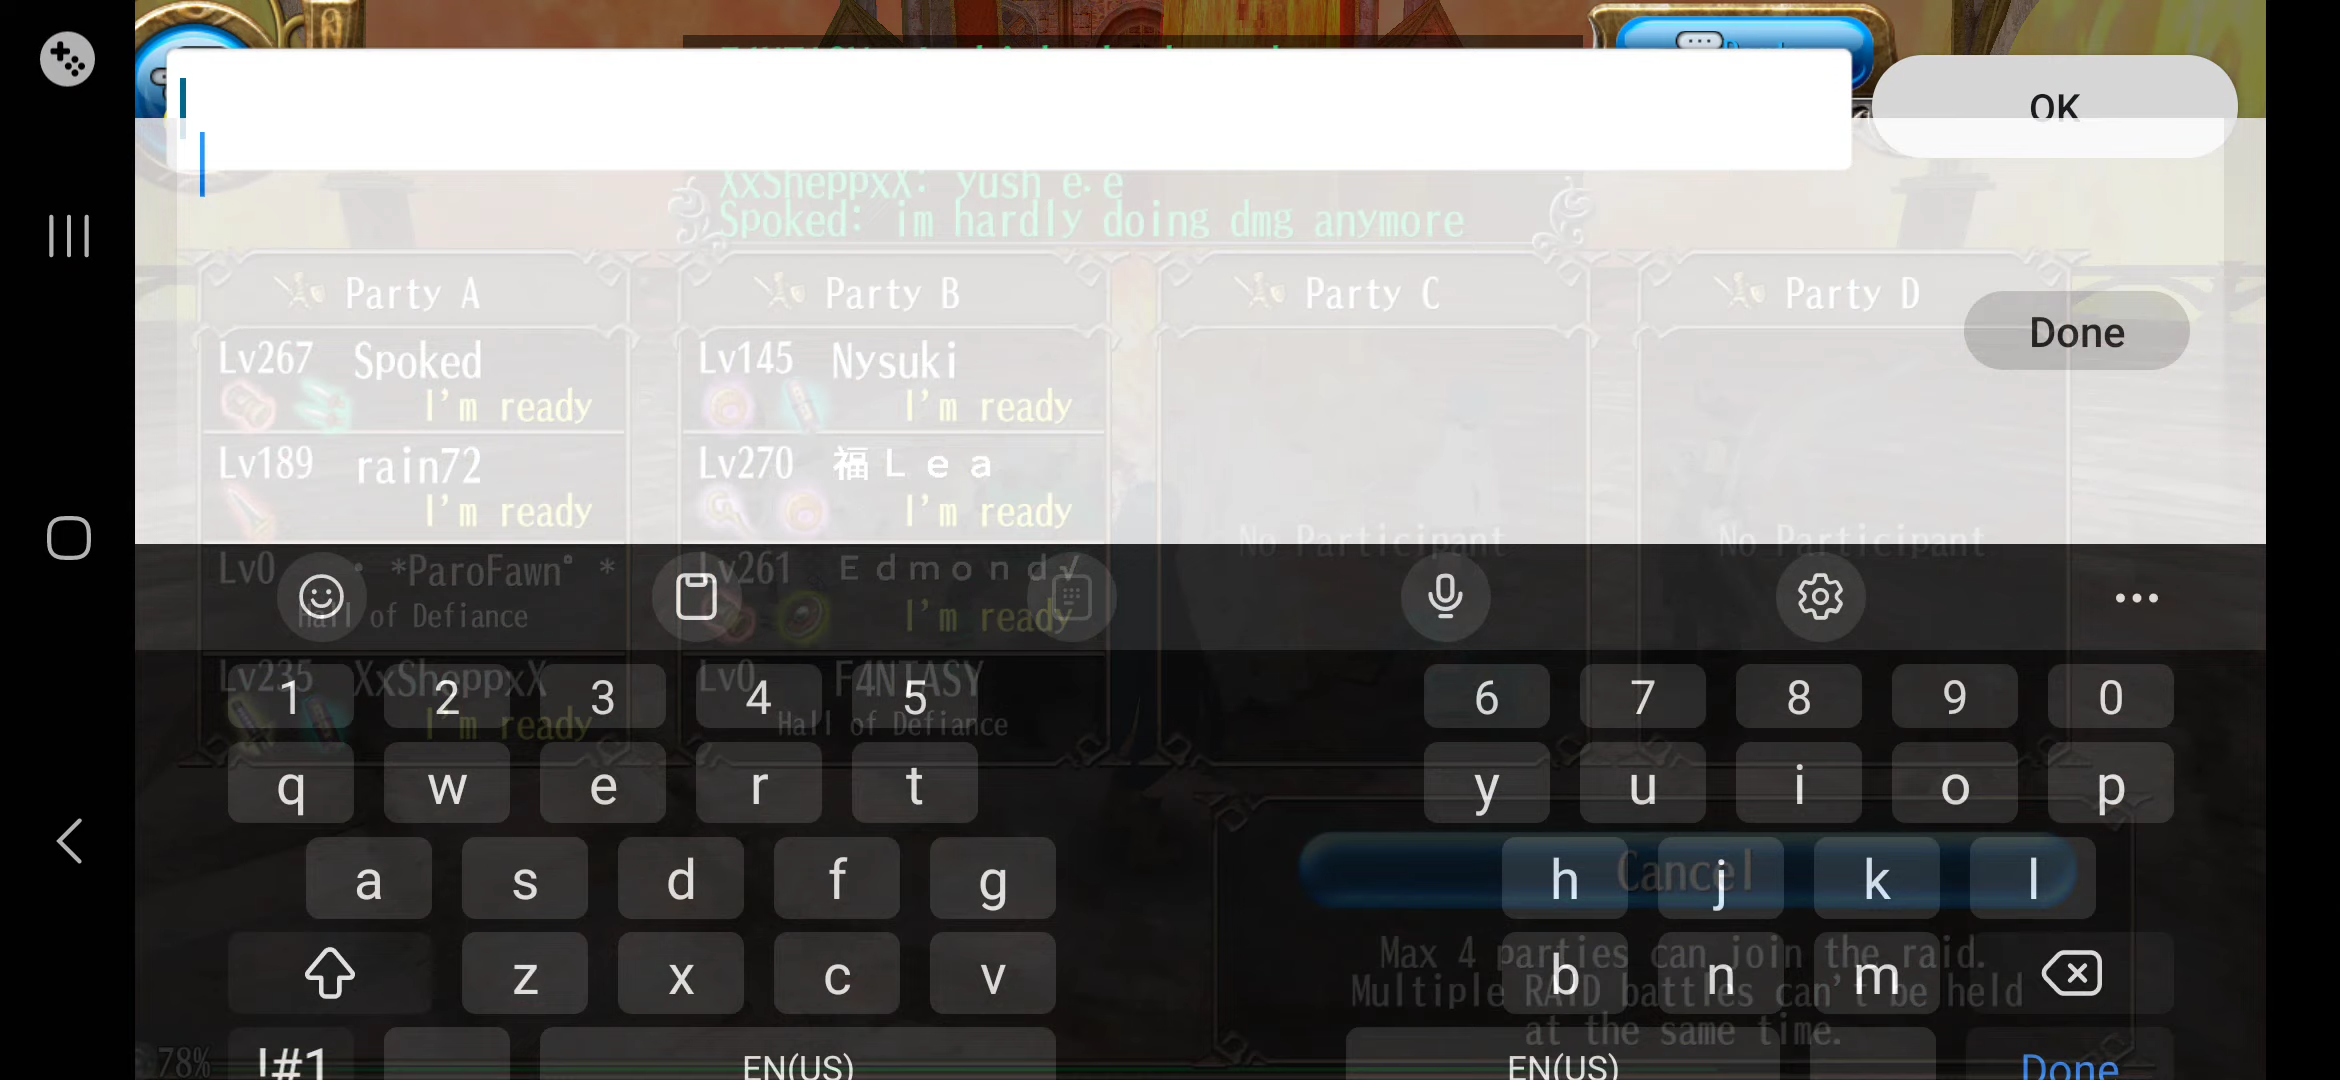 OK
XxSheppxX: yush e.e
Spoked: im hardly doing dmg anymore
Party A
Party B
Party C
Party D
Done
Lv267 Spoked
I'm ready
Lv145 Nysuki
I'm ready
Lv189 rain72
I'm ready
Lv270 福Ｌｅａ
I'm ready
No Participant
No Participant
Lv0 *ParoFawn° *
Hall of Defiance
Lv261 Ｅｄｍｏｎｄ√
I'm ready
Lv235 XxSheppxX
I'm ready
Lv0 F4NTASY
Hall of Defiance
1 2 3 4 5 6 7 8 9 0
q w e r t y u i o p
a s d f g h j k l
Cancel
z x c v b n m
Max 4 parties can join the raid.
Multiple RAID battles can't be held
at the same time.
78%
!#1 EN(US) EN(US) Done